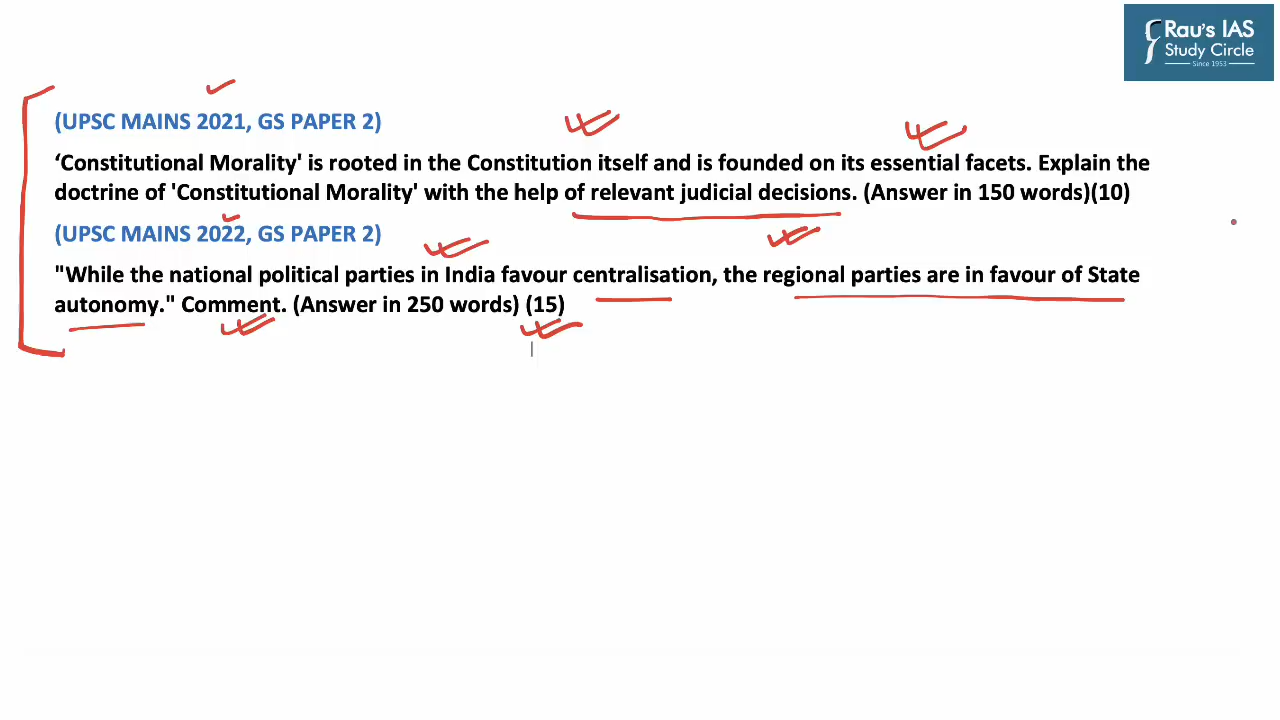 Rau's IAS
Study Circle
Since 1953
(UPSC MAINS 2021, GS PAPER 2)
‘Constitutional Morality' is rooted in the Constitution itself and is founded on its essential facets. Explain the
doctrine of 'Constitutional Morality' with the help of relevant judicial decisions. (Answer in 150 words)(10)
(UPSC MAINS 2022, GS PAPER 2)
"While the national political parties in India favour centralisation, the regional parties are in favour of State
autonomy." Comment. (Answer in 250 words) (15)